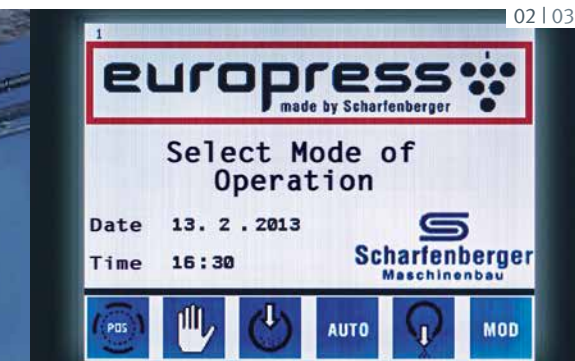 02 | 03
1
europress
made by Scharfenberger
Select Mode of
Operation
Date 13. 2 . 2013
Time 16:30
Scharfenberger
Maschinenbau
POS AUTO MOD